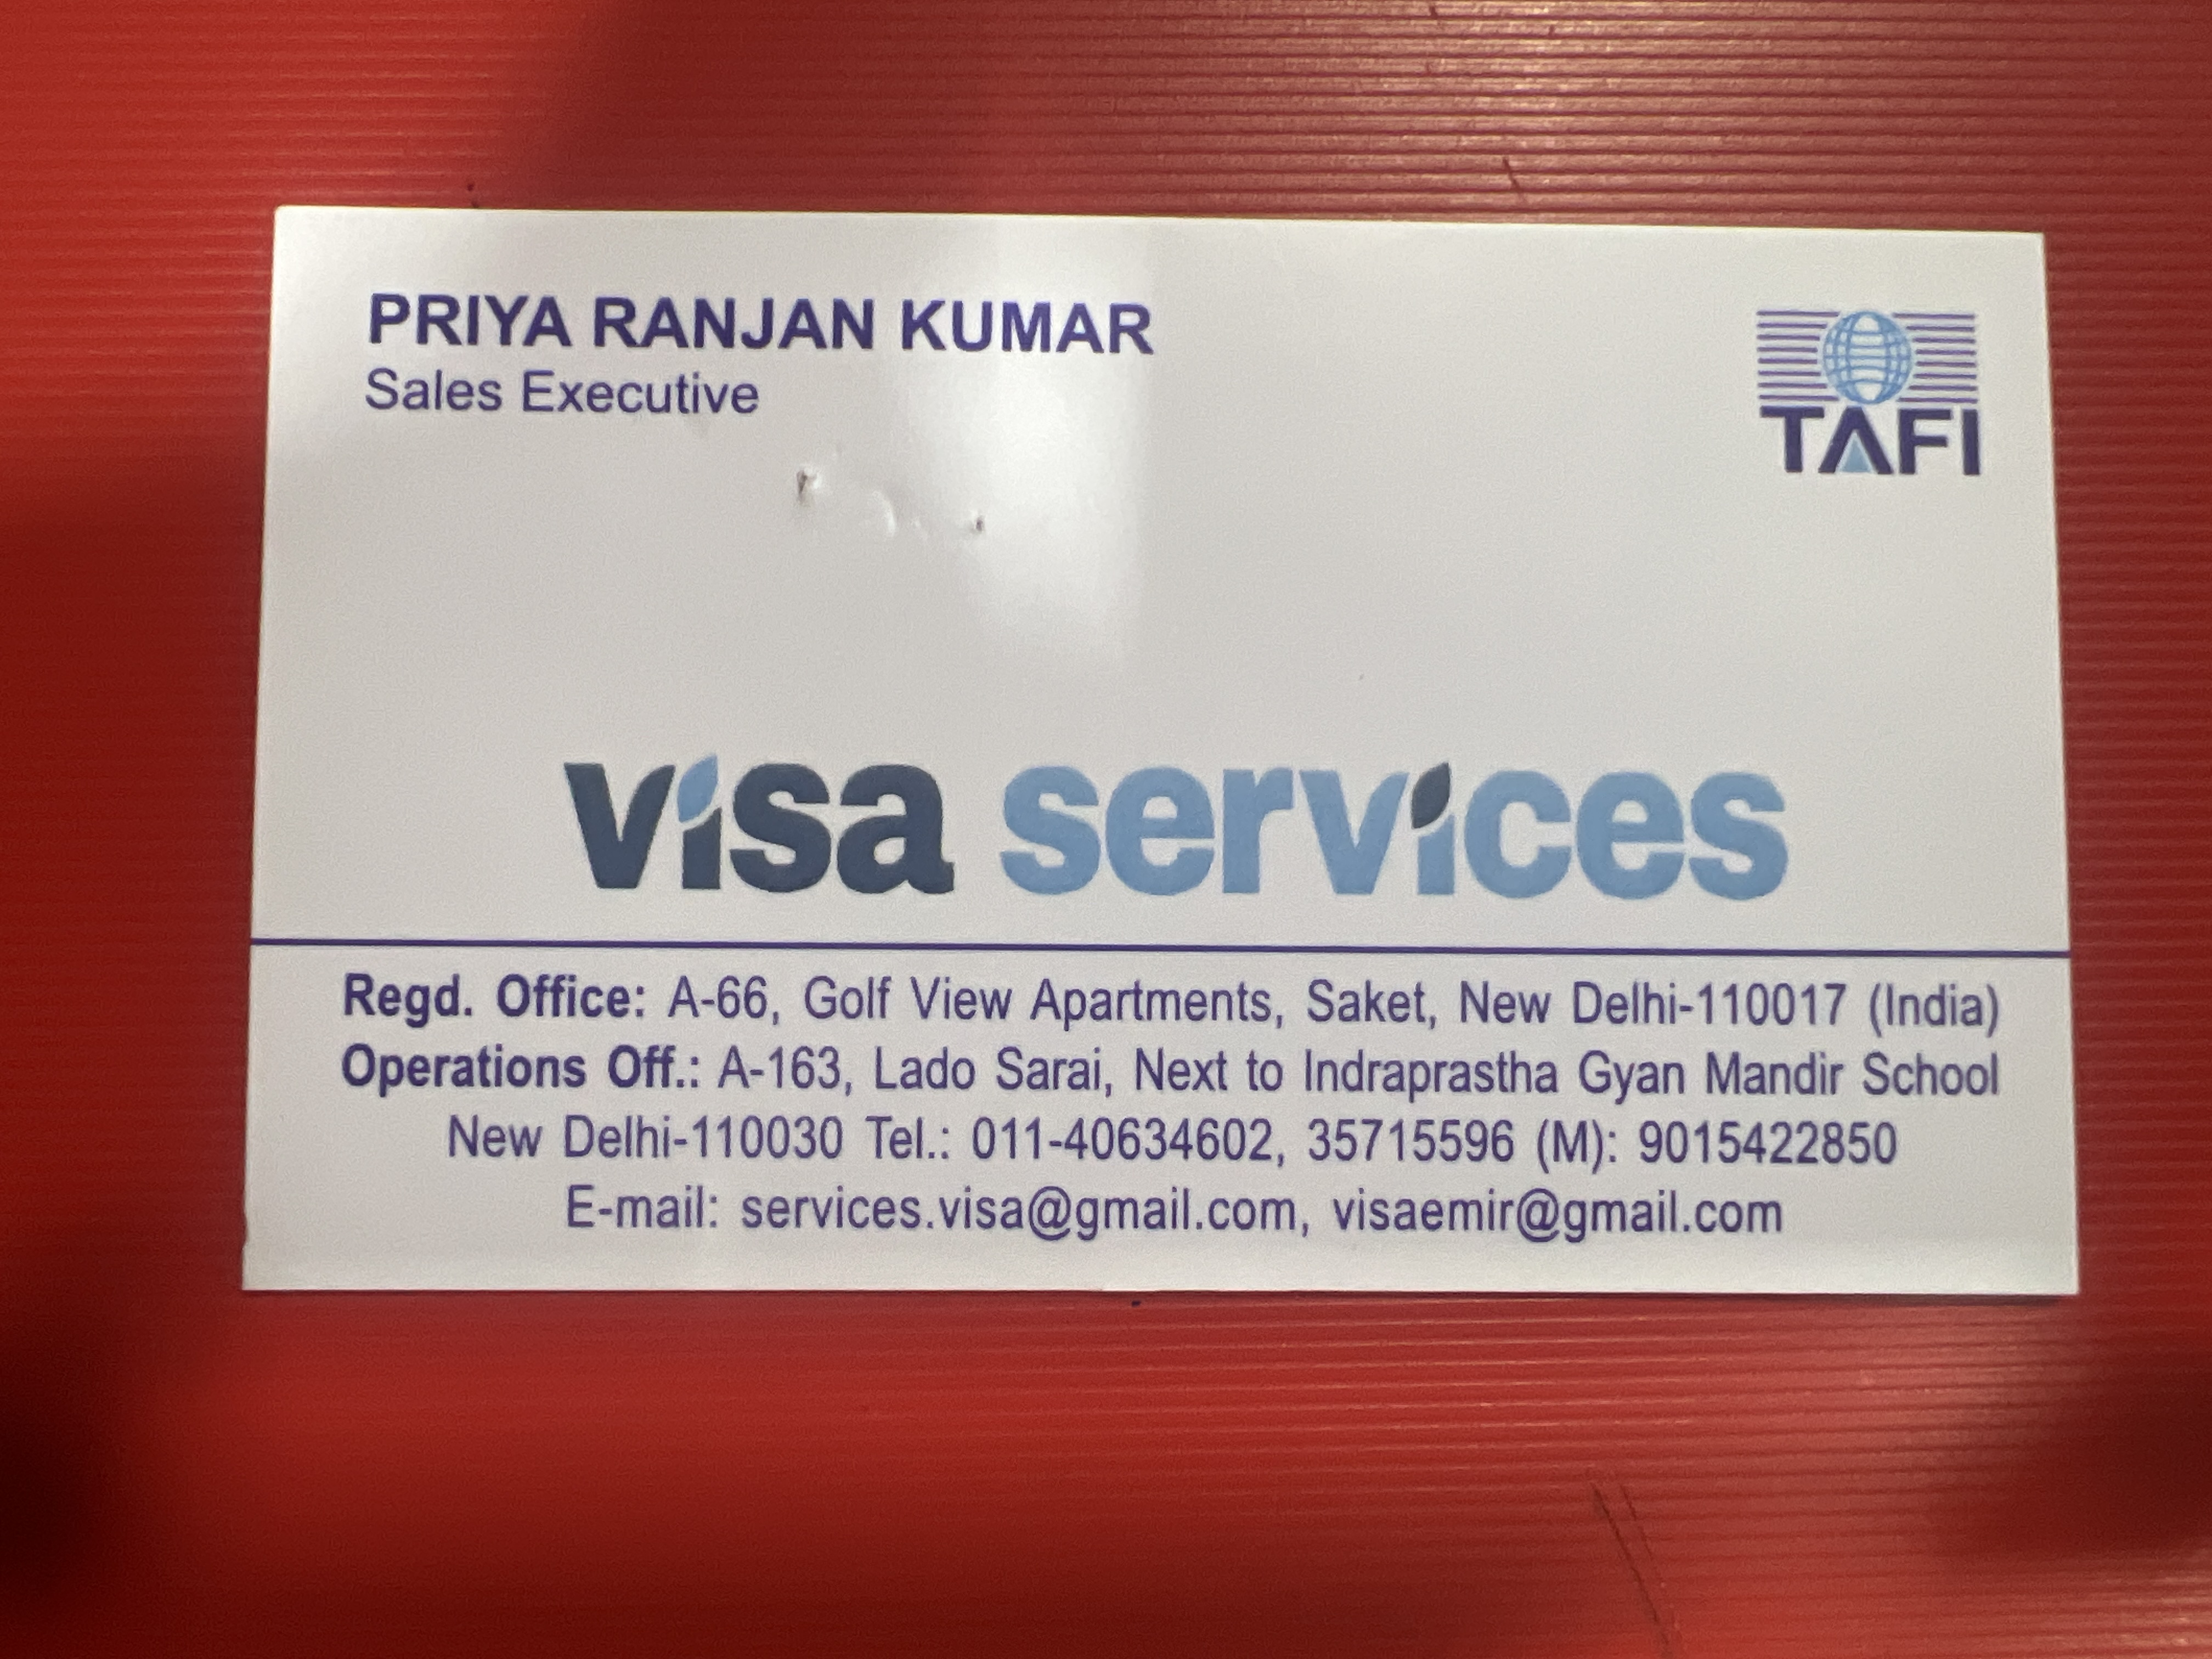 PRIYA RANJAN KUMAR
Sales Executive
TAFI
visa services
Regd. Office: A-66, Golf View Apartments, Saket, New Delhi-110017 (India)
Operations Off.: A-163, Lado Sarai, Next to Indraprastha Gyan Mandir School
New Delhi-110030 Tel.: 011-40634602, 35715596 (M): 9015422850
E-mail: services.visa@gmail.com, visaemir@gmail.com